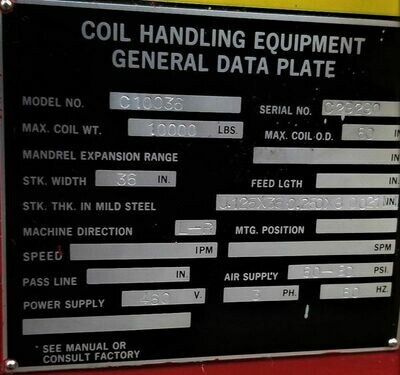 COIL HANDLING EQUIPMENT
GENERAL DATA PLATE
MODEL NO. C10036 SERIAL NO.
MAX. COIL WT. 10000 LBS. MAX. COIL O.D. 60 IN
MANDREL EXPANSION RANGE IN
STK. WIDTH 36 IN. FEED LGTH IN.
STK. THK. IN MILD STEEL IN.
MACHINE DIRECTION L-R MTG. POSITION
SPEED IPM SPM
PASS LINE IN. AIR SUPPLY PSI.
POWER SUPPLY 460 V. 3 PH. 60 HZ.
*SEE MANUAL OR
CONSULT FACTORY